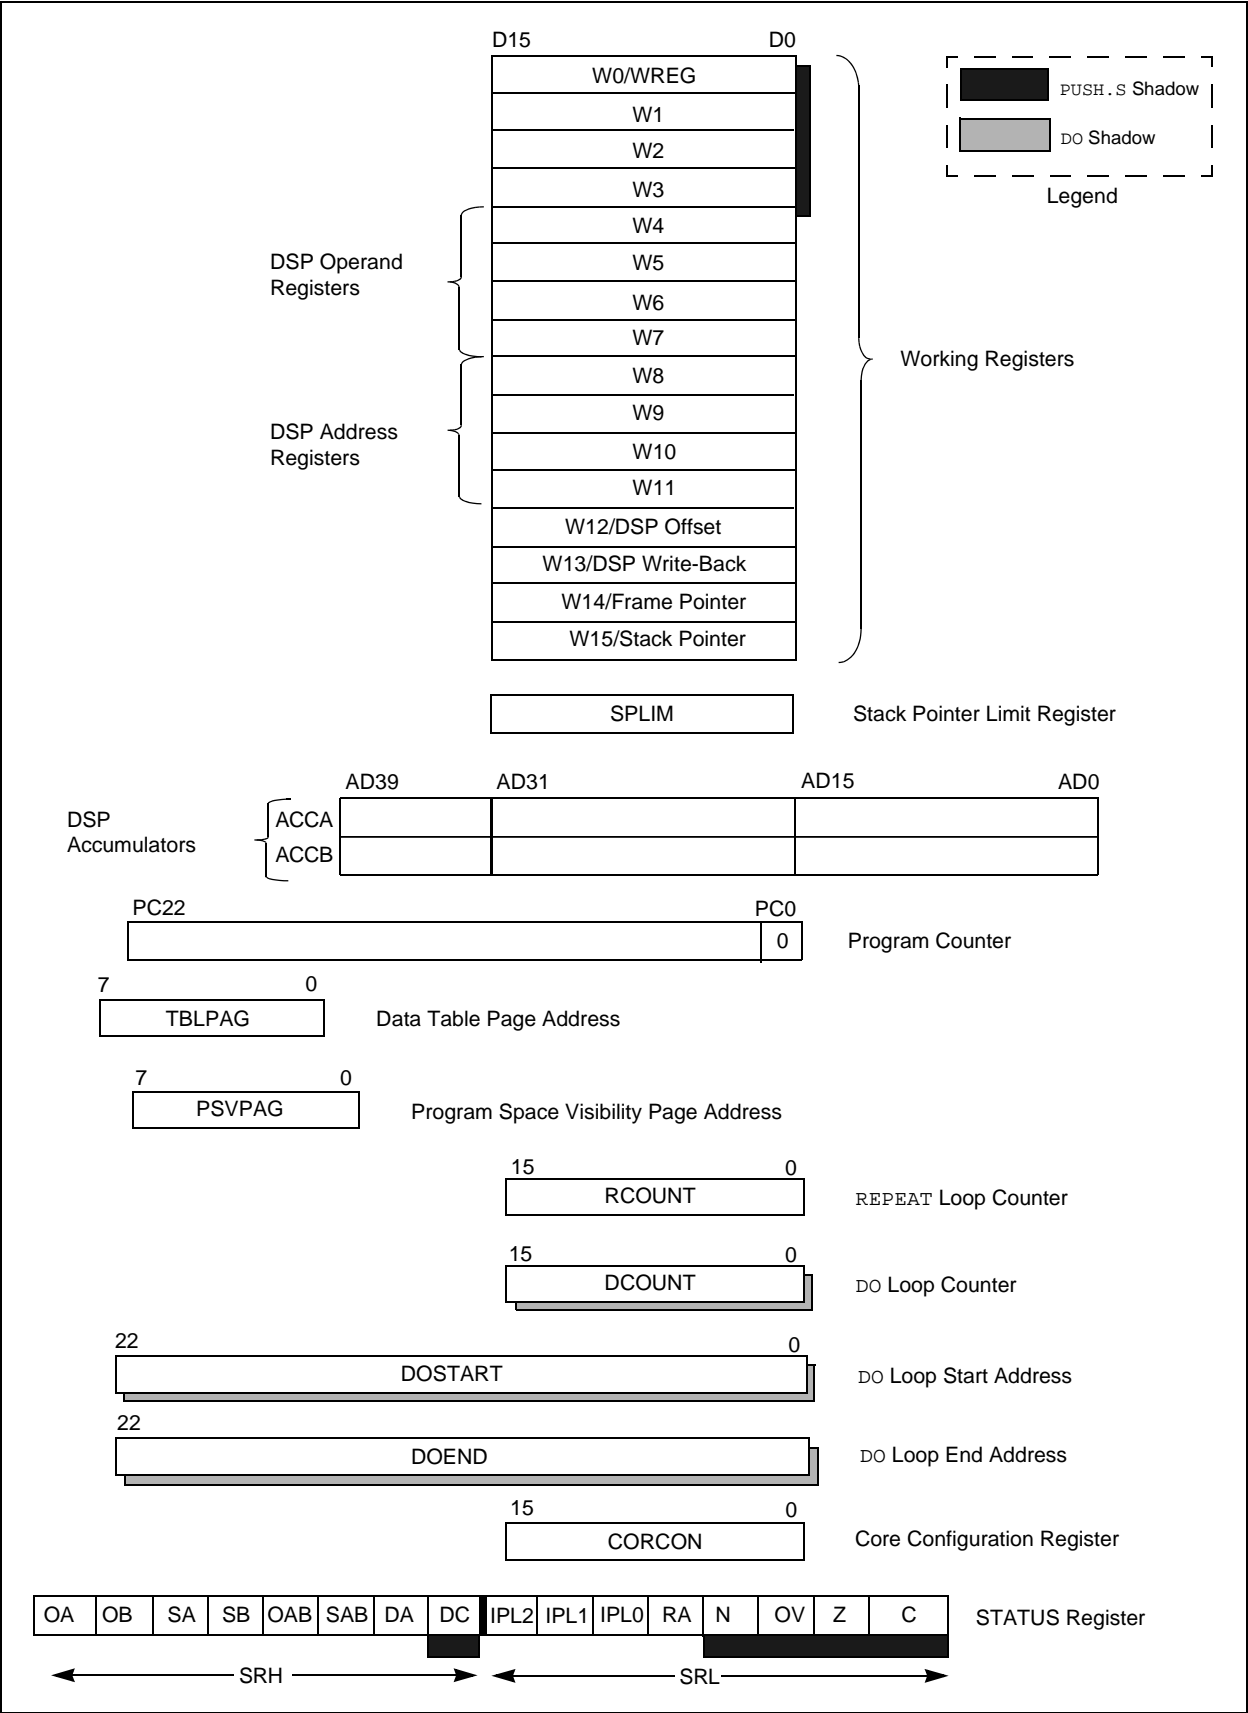 D15 D0
PUSH.S Shadow
DO Shadow
Legend
W0/WREG
W1
W2
W3
W4
W5
W6
W7
W8
W9
W10
W11
W12/DSP Offset
W13/DSP Write-Back
W14/Frame Pointer
W15/Stack Pointer
DSP Operand
Registers
DSP Address
Registers
Working Registers
SPLIM Stack Pointer Limit Register
AD39 AD31 AD15 AD0
DSP
Accumulators
ACCA
ACCB
PC22 PC0
0 Program Counter
7 0
TBLPAG Data Table Page Address
7 0
PSVPAG Program Space Visibility Page Address
15 0
RCOUNT REPEAT Loop Counter
15 0
DCOUNT DO Loop Counter
22 0
DOSTART DO Loop Start Address
22
DOEND DO Loop End Address
15 0
CORCON Core Configuration Register
OA OB SA SB OAB SAB DA DC IPL2 IPL1 IPL0 RA N OV Z C STATUS Register
SRH SRL